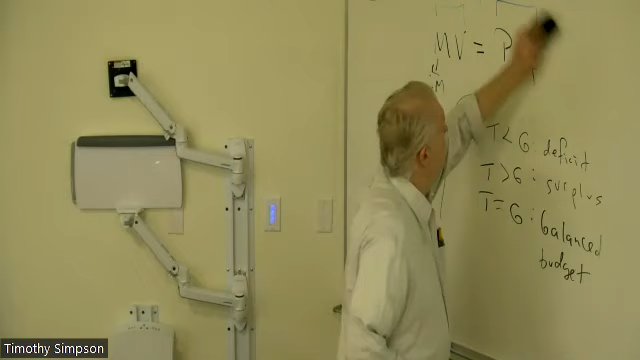 MV = P
M
T < G : deficit
T > G : surplus
T = G : balanced
budget
Timothy Simpson